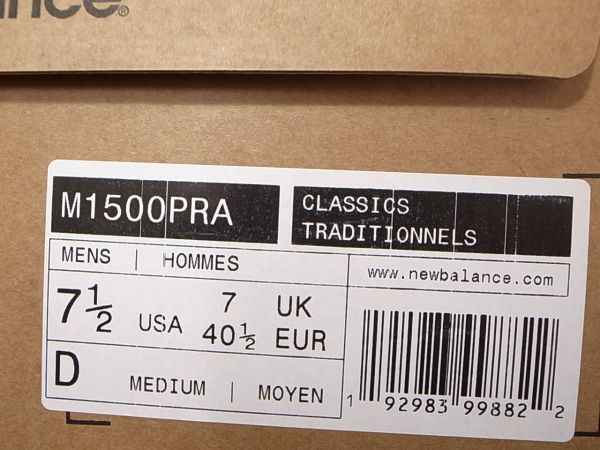 ance®
M1500PRA
CLASSICS
TRADITIONNELS
MENS | HOMMES
www.newbalance.com
7½ USA 7 UK
40½ EUR
D MEDIUM | MOYEN
1 92983 99882 2